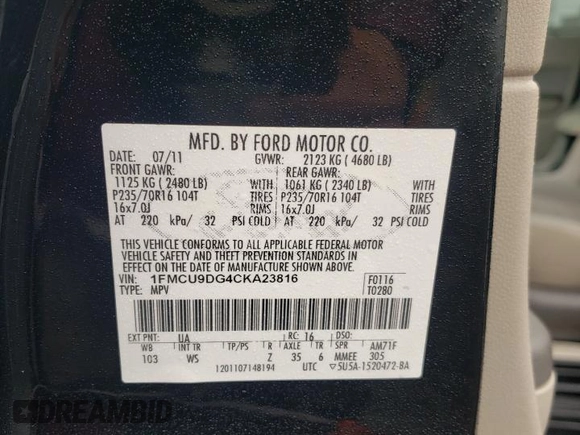 MFD. BY FORD MOTOR CO.
DATE: 07/11 GVWR: 2123 KG ( 4680 LB)
FRONT GAWR: REAR GAWR:
1125 KG ( 2480 LB) WITH 1061 KG ( 2340 LB) WITH
P235/70R16 104T TIRES P235/70R16 104T TIRES
16x7.0J RIMS 16x7.0J RIMS
AT 220 kPa/ 32 PSI COLD AT 220 kPa/ 32 PSI COLD
THIS VEHICLE CONFORMS TO ALL APPLICABLE FEDERAL MOTOR
VEHICLE SAFETY AND THEFT PREVENTION STANDARDS IN
EFFECT ON THE DATE OF MANUFACTURE SHOWN ABOVE.
VIN: 1FMCU9DG4CKA23816 F0116
TYPE: MPV T0280
EXT PNT: UA RC: 16 DSO:
WB INT TR TP/PS R AXLE TR SPR AM71F
103 WS Z 35 6 MMEE 305
1201107148194 UTC ▽5U5A-1520472-BA
DREAMBID